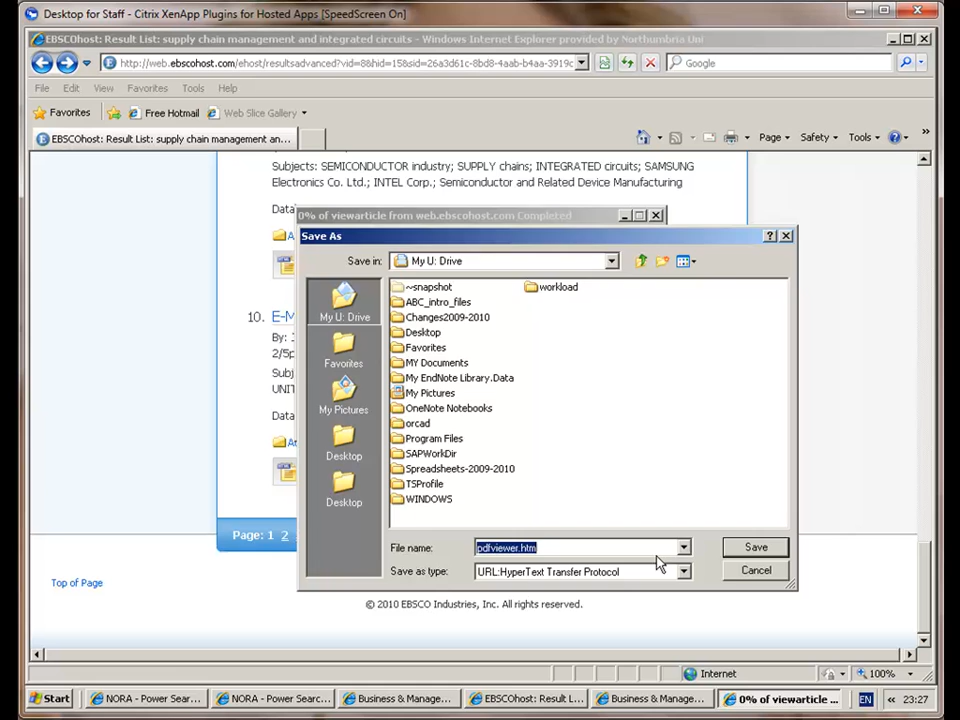 Desktop for Staff - Citrix XenApp Plugins for Hosted Apps [SpeedScreen On]
EBSCOhost: Result List: supply chain management and integrated circuits - Windows Internet Explorer provided by Northumbria Uni
http://web.ebscohost.com/ehost/resultsadvanced?vid=8&hid=15&sid=26a3d61c-8bd8-4aab-b4aa-3919c
Google
File Edit View Favorites Tools Help
Favorites Free Hotmail Web Slice Gallery
EBSCOhost: Result List: supply chain management an...
Page Safety Tools »
Subjects: SEMICONDUCTOR industry; SUPPLY chains; INTEGRATED circuits; SAMSUNG
Electronics Co. Ltd.; INTEL Corp.; Semiconductor and Related Device Manufacturing
Data
0% of viewarticle from web.ebscohost.com Completed
A
Save As
Save in: My U: Drive
My U: Drive
Favorites
My Pictures
Desktop
Desktop
~snapshot
ABC_intro_files
Changes2009-2010
Desktop
Favorites
MY Documents
My EndNote Library.Data
My Pictures
OneNote Notebooks
orcad
Program Files
SAPWorkDir
Spreadsheets-2009-2010
TSProfile
WINDOWS
workload
10. E-M
By: J
2/5p
Subj
UNIT
Data
Ar
File name: pdfviewer.htm Save
Save as type: URL:HyperText Transfer Protocol Cancel
Page: 1 2
Top of Page
© 2010 EBSCO Industries, Inc. All rights reserved.
Internet 100%
Start NORA - Power Sear... NORA - Power Searc... Business & Manage... EBSCOhost: Result L... Business & Manage... 0% of viewarticle ... EN « 23:27